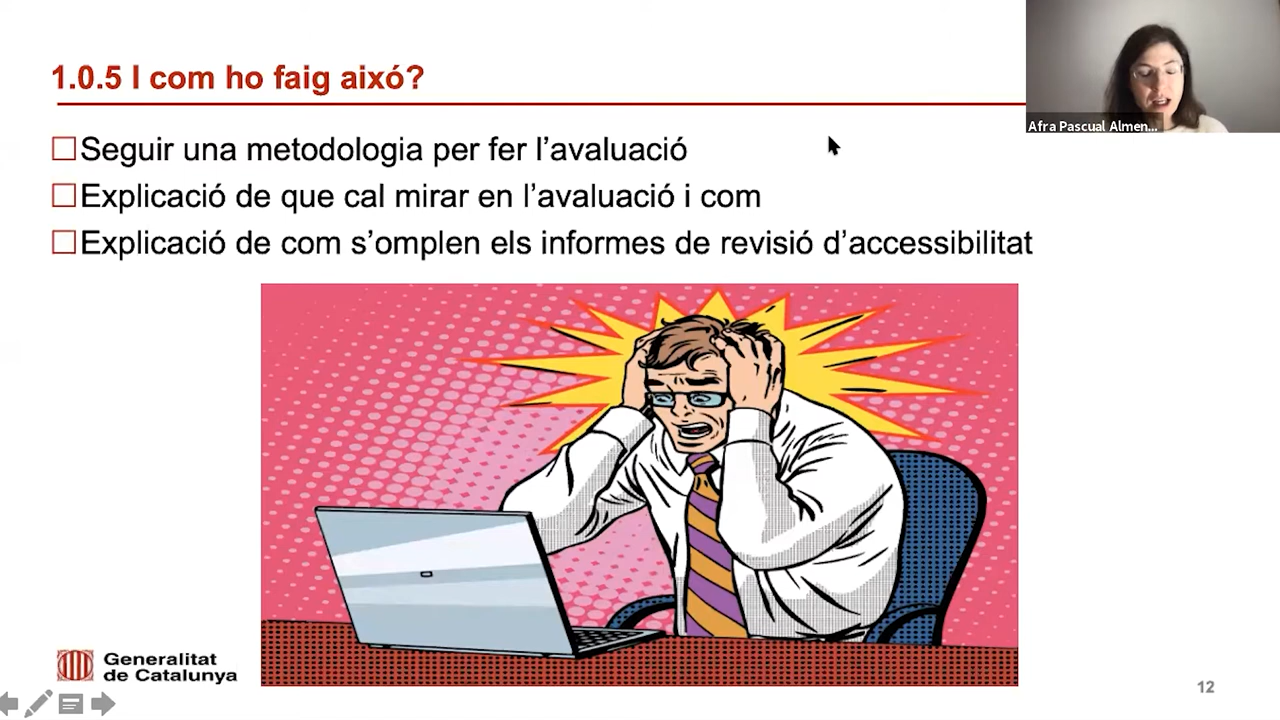 1.0.5 I com ho faig aixó?
Afra Pascual Almen...
Seguir una metodologia per fer l’avaluació
Explicació de que cal mirar en l’avaluació i com
Explicació de com s’omplen els informes de revisió d’accessibilitat
Generalitat
de Catalunya
12